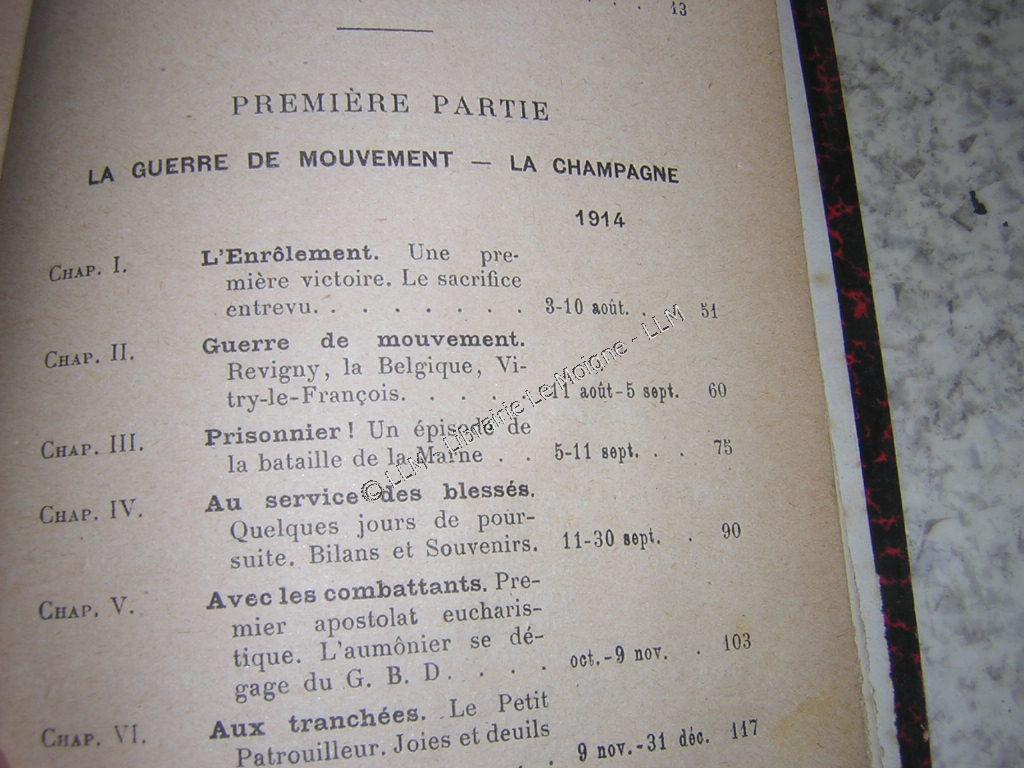 13
PREMIÈRE PARTIE
LA GUERRE DE MOUVEMENT — LA CHAMPAGNE
1914
CHAP. I. L'Enrôlement. Une pre-
mière victoire. Le sacrifice
entrevu. . . . . . . . 3-10 août. . . . 51
CHAP. II. Guerre de mouvement.
Revigny, la Belgique, Vi-
try-le-François. . . . . 11 août-5 sept. 60
CHAP. III. Prisonnier ! Un épisode de
la bataille de la Marne . . 5-11 sept. . . 75
CHAP. IV. Au service des blessés.
Quelques jours de pour-
suite. Bilans et Souvenirs. 11-30 sept. . 90
CHAP. V. Avec les combattants. Pre-
mier apostolat eucharis-
tique. L'aumônier se dé-
gage du G. B. D. . . . . oct.-9 nov. . 103
CHAP. VI. Aux tranchées. Le Petit
Patrouilleur. Joies et deuils
9 nov.-31 déc. 117
© LLM - Librairie Le Moigne - LLM